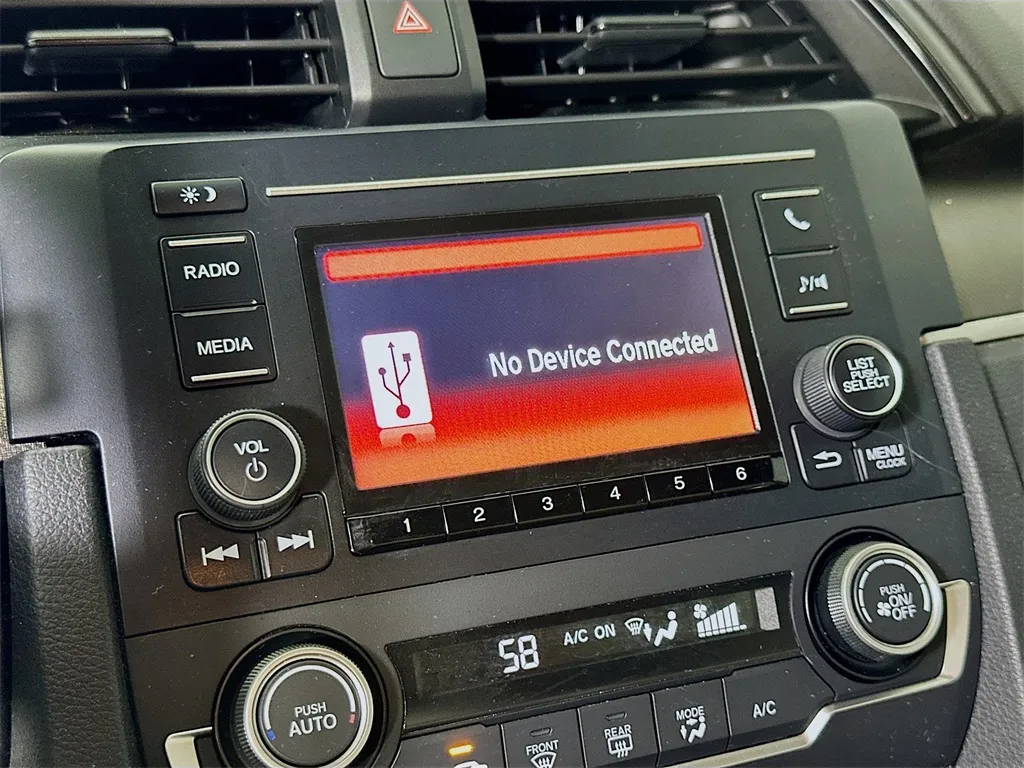 RADIO
MEDIA
No Device Connected
VOL
LIST
PUSH
SELECT
MENU
CLOCK
1 2 3 4 5 6
58 A/C ON
PUSH
ON/
OFF
PUSH
AUTO
FRONT
REAR
MODE
A/C